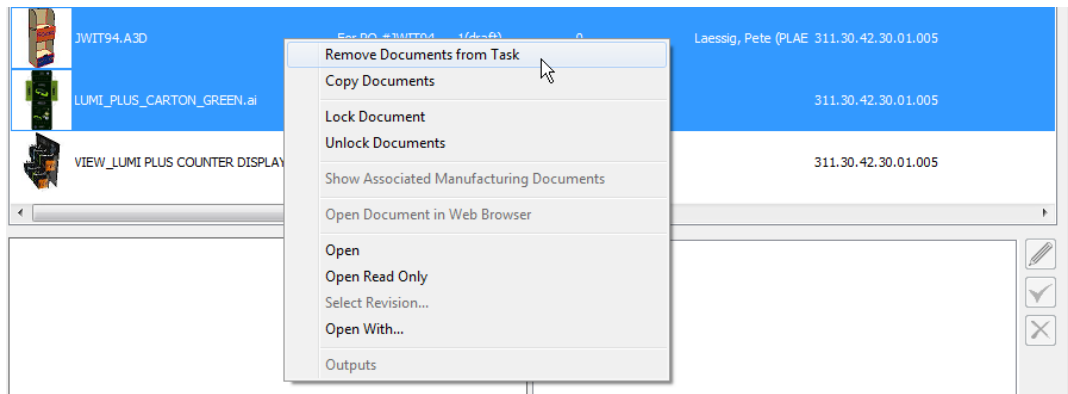 JWIT94.A3D For PO #JWIT94 1(draft) 0 Laessig, Pete (PLAE 311.30.42.30.01.005
Remove Documents from Task
Copy Documents
LUMI_PLUS_CARTON_GREEN.ai 311.30.42.30.01.005
Lock Document
Unlock Documents
VIEW_LUMI PLUS COUNTER DISPLAY 311.30.42.30.01.005
Show Associated Manufacturing Documents
Open Document in Web Browser
Open
Open Read Only
Select Revision...
Open With...
Outputs